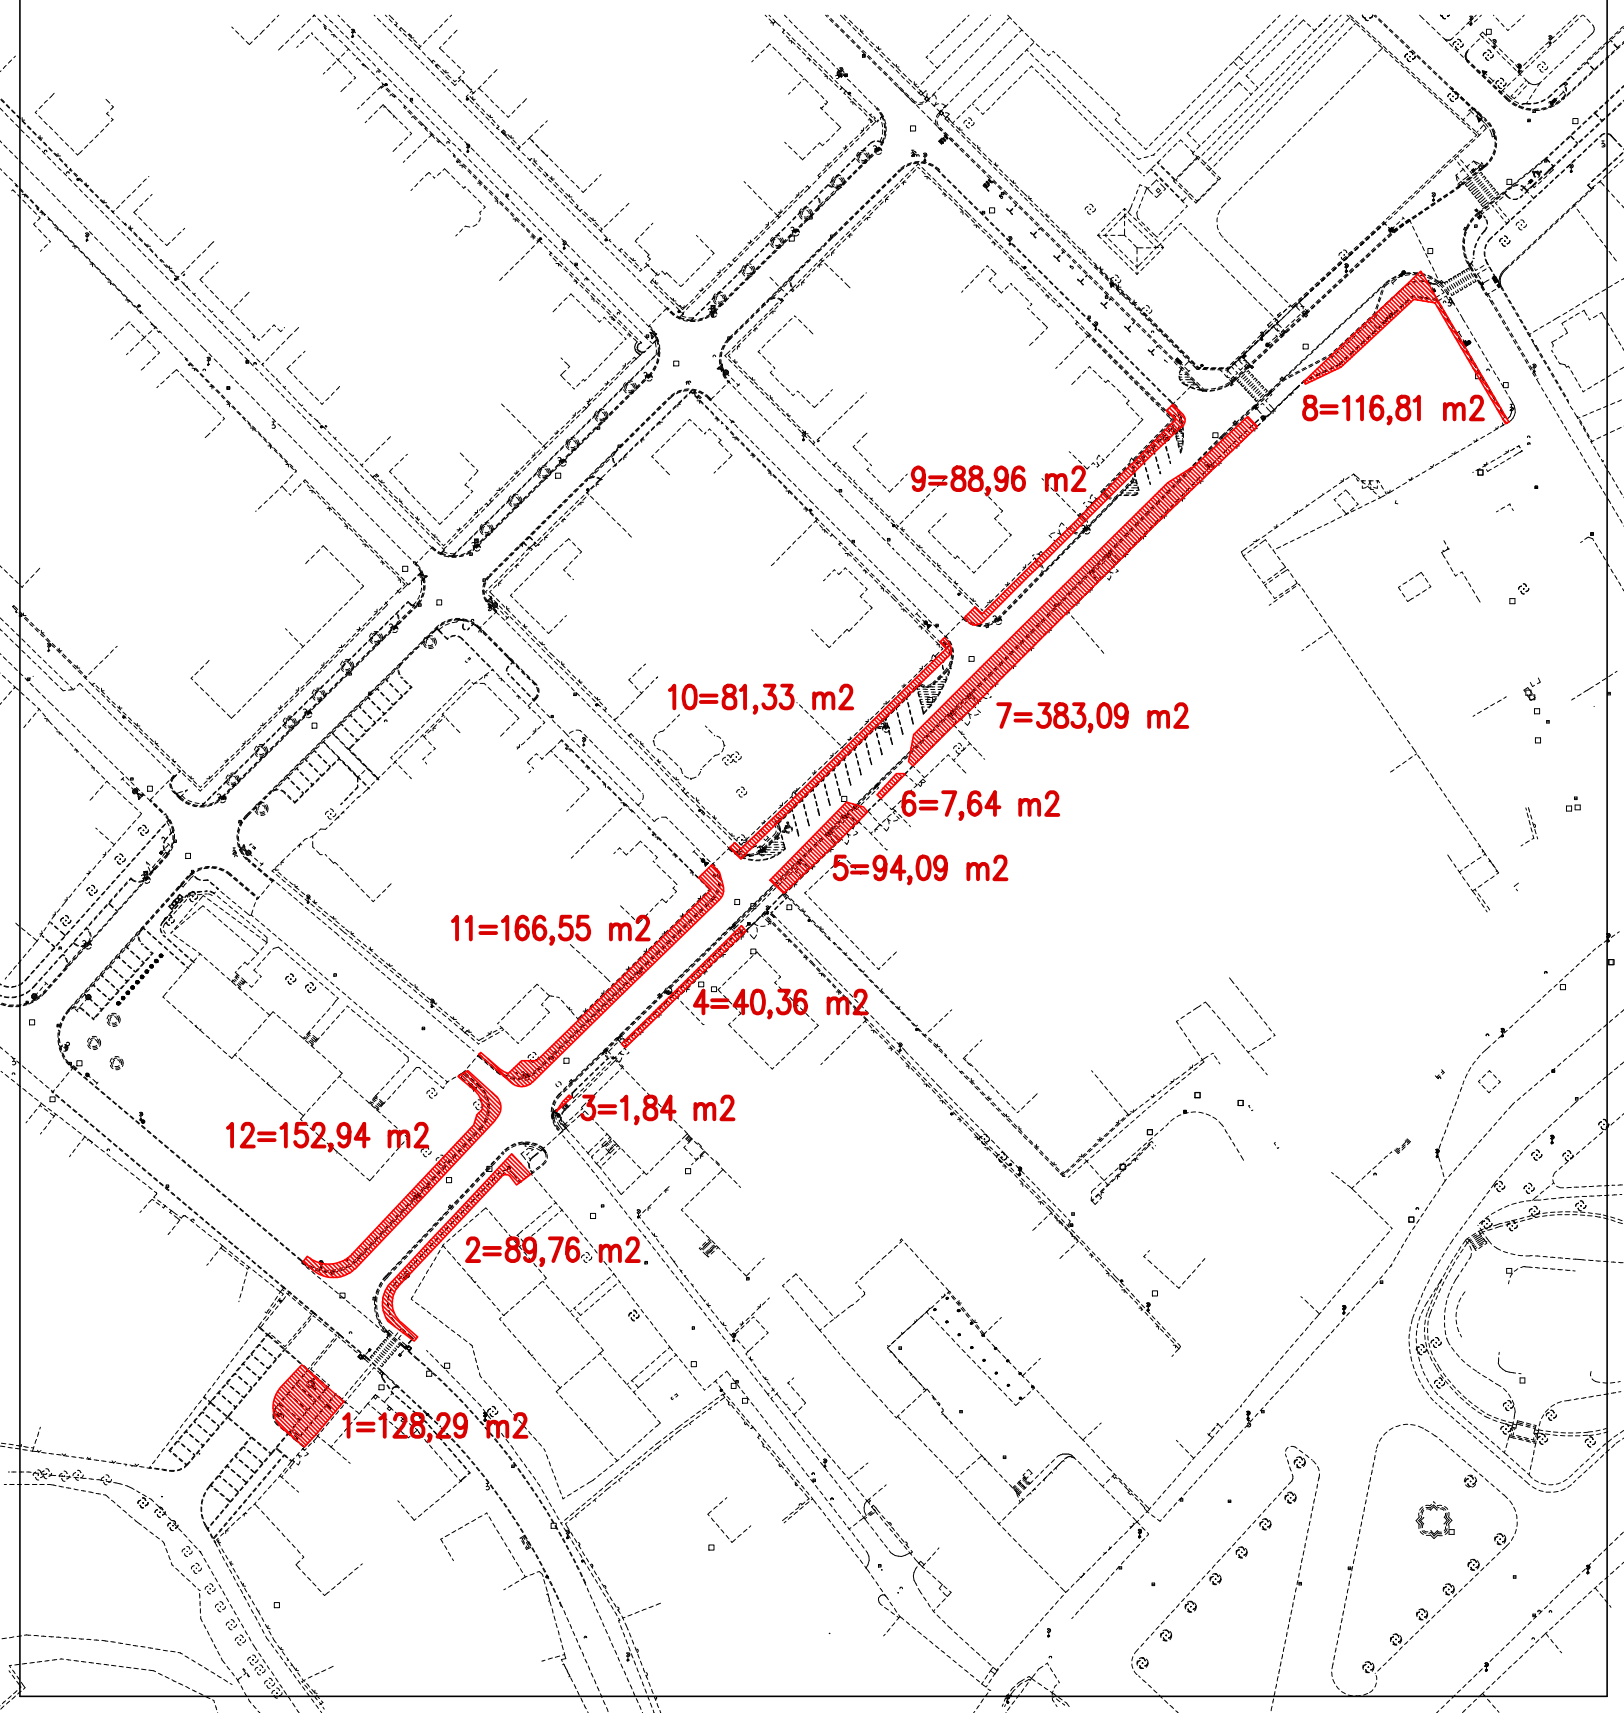 8=116,81 m2
9=88,96 m2
10=81,33 m2
7=383,09 m2
6=7,64 m2
5=94,09 m2
11=166,55 m2
4=40,36 m2
3=1,84 m2
12=152,94 m2
2=89,76 m2
1=128,29 m2